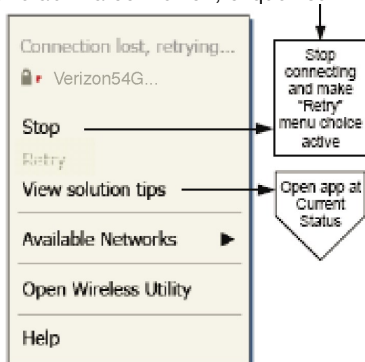 Connection lost, retrying...
Verizon54G...
Stop
Retry
View solution tips
Available Networks
Open Wireless Utility
Help
Stop
connecting
and make
"Retry"
menu choice
active
Open app at
Current
Status